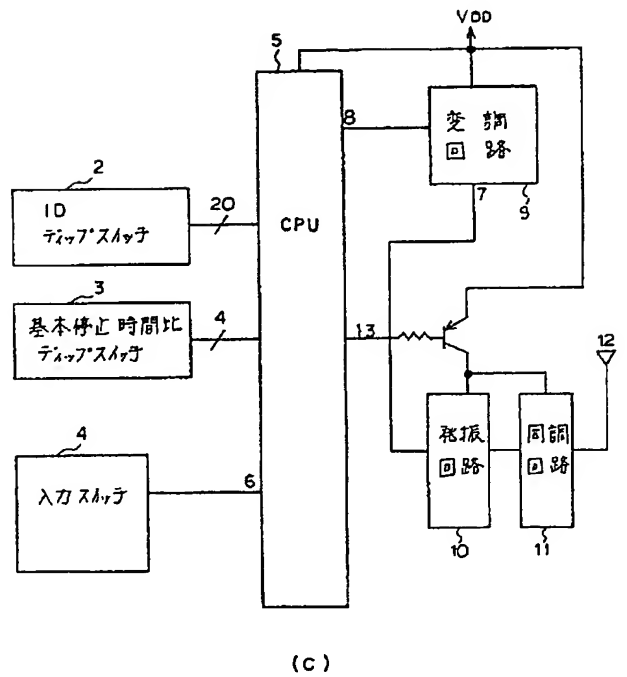 VDD
5
8
変調
回路
7
9
2
20
ID
ディップスイッチ
CPU
3
4
基本停止時間比
ディップスイッチ
13
12
4
6
入力スイッチ
発振
回路
同調
回路
10
11
(C)